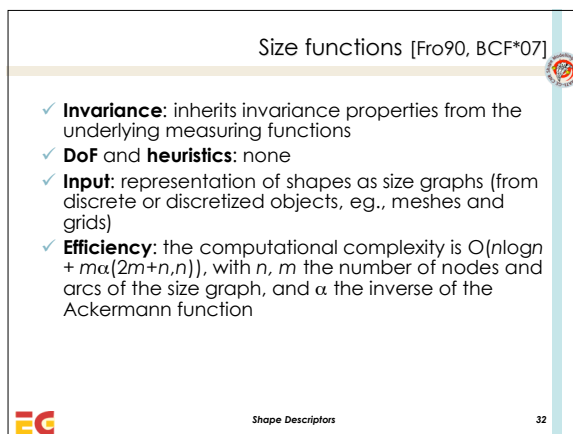 Size functions [Fro90, BCF*07]
✓ Invariance: inherits invariance properties from the
underlying measuring functions
✓ DoF and heuristics: none
✓ Input: representation of shapes as size graphs (from
discrete or discretized objects, eg., meshes and
grids)
✓ Efficiency: the computational complexity is O(nlogn
+ mα(2m+n,n)), with n, m the number of nodes and
arcs of the size graph, and α the inverse of the
Ackermann function
EG
Shape Descriptors
32